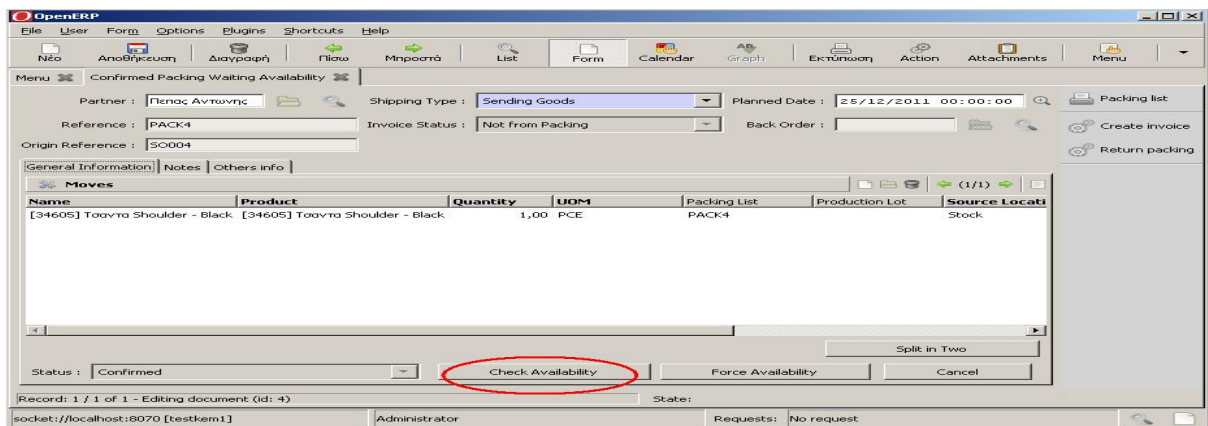 OpenERP
File User Form Options Plugins Shortcuts Help
Νέο Αποθήκευση Διαγραφή Πίσω Μπροστά List Form Calendar Graph Εκτύπωση Action Attachments Menu
Menu Confirmed Packing Waiting Availability
Partner : Πεπος Αντωνης Shipping Type : Sending Goods Planned Date : 25/12/2011 00:00:00 Packing list
Reference : PACK4 Invoice Status : Not from Packing Back Order : Create invoice
Origin Reference : SO004 Return packing
General Information Notes Others info
Moves (1/1)
Name Product Quantity UOM Packing List Production Lot Source Locati
[34605] Τσαντα Shoulder - Black [34605] Τσαντα Shoulder - Black 1,00 PCE PACK4 Stock
Split in Two
Status : Confirmed Check Availability Force Availability Cancel
Record: 1 / 1 of 1 - Editing document (id: 4) State:
socket://localhost:8070 [testkem1] Administrator Requests: No request